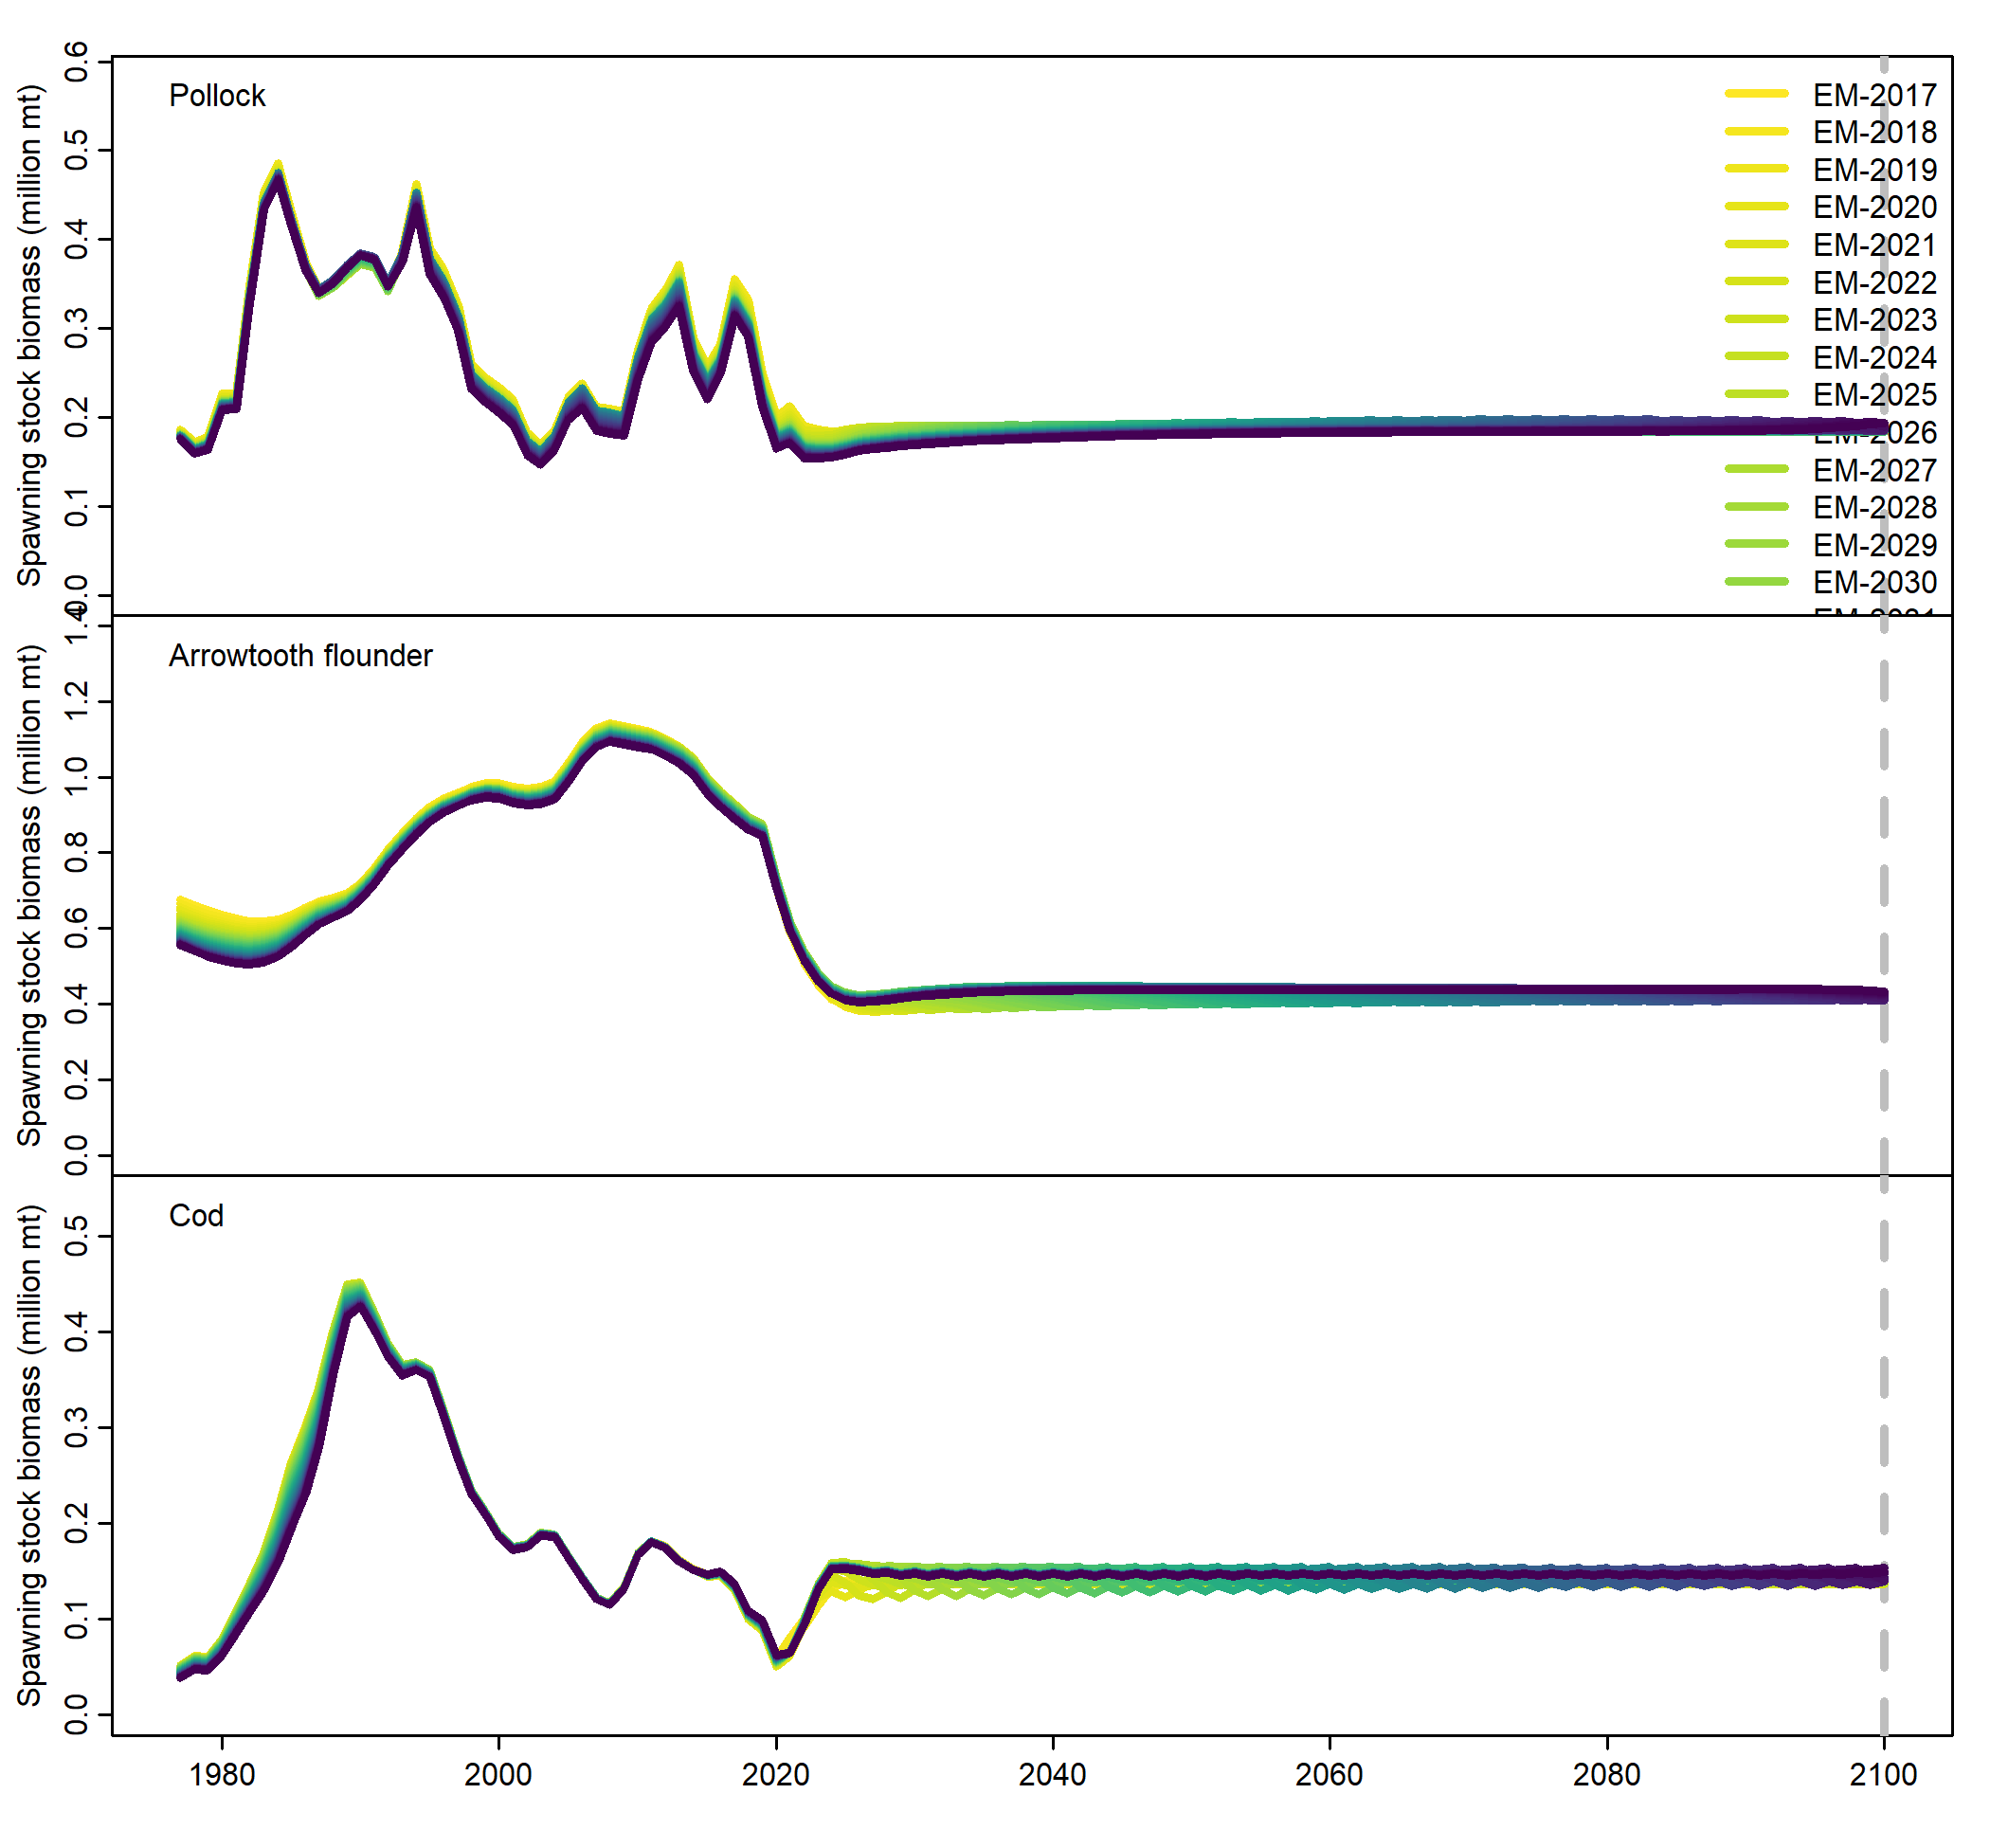 Pollock
EM-2017
EM-2018
EM-2019
EM-2020
EM-2021
EM-2022
EM-2023
EM-2024
EM-2025
EM-2026
EM-2027
EM-2028
EM-2029
EM-2030
Spawning stock biomass (million mt)
0.6
0.5
0.4
0.3
0.2
0.1
0.0
Arrowtooth flounder
Spawning stock biomass (million mt)
1.4
1.2
1.0
0.8
0.6
0.4
0.2
0.0
Cod
Spawning stock biomass (million mt)
0.5
0.4
0.3
0.2
0.1
0.0
1980 2000 2020 2040 2060 2080 2100